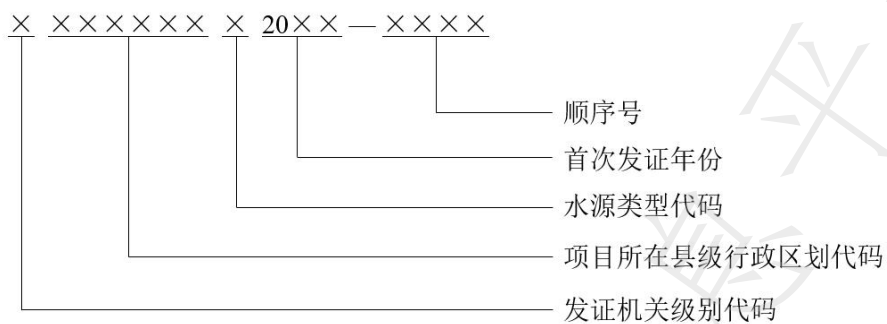 × ×××××× × 20×× — ××××
顺序号
首次发证年份
水源类型代码
项目所在县级行政区划代码
发证机关级别代码